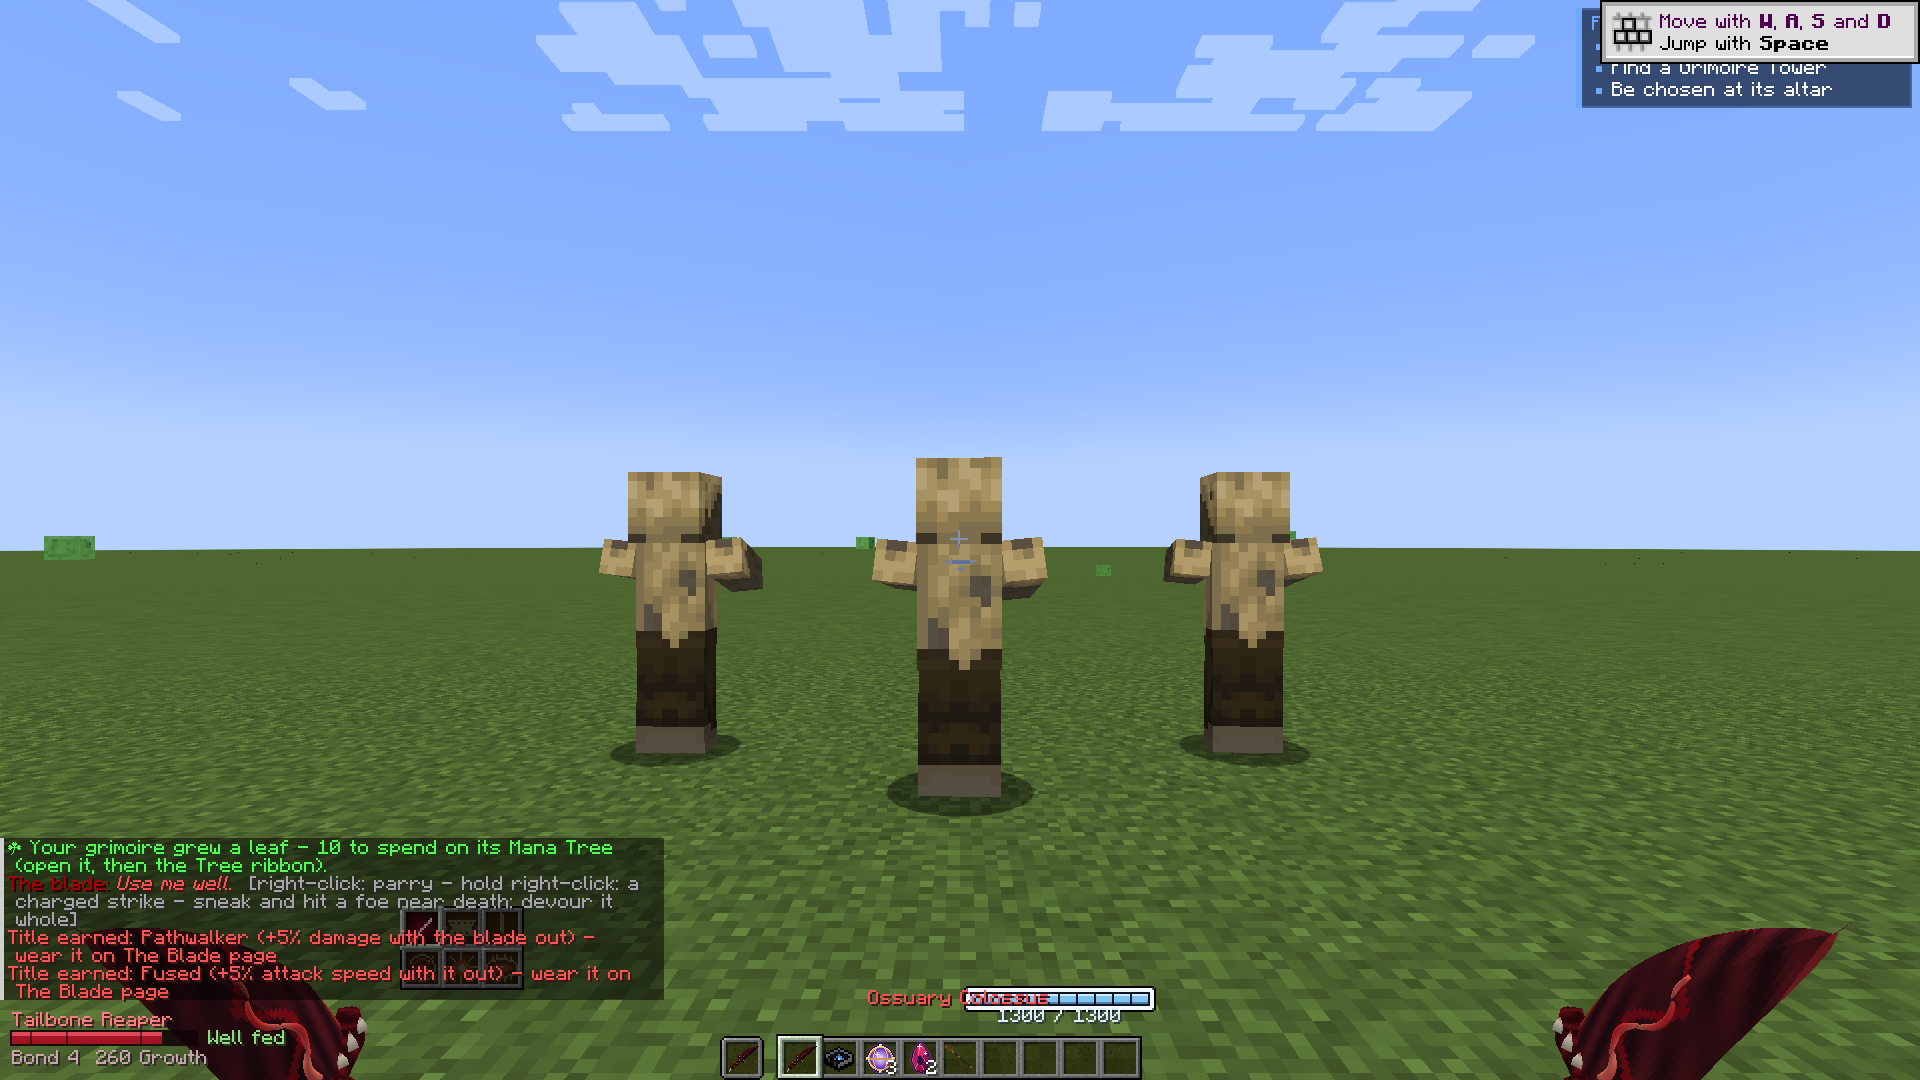 Move with W, A, S and D
Jump with Space
Find a Grimoire Tower
Be chosen at its altar
☘ Your grimoire grew a leaf - 10 to spend on its Mana Tree
(open it, then the Tree ribbon).
The blade: Use me well. [right-click: parry - hold right-click: a
charged strike - sneak and hit a foe near death: devour it
whole]
Title earned: Pathwalker (+5% damage with the blade out) -
wear it on The Blade page
Title earned: Fused (+5% attack speed with it out) - wear it on
The Blade page
Ossuary Colossus
1300 / 1300
Tailbone Reaper
Well fed
Bond 4 260 Growth
3
2